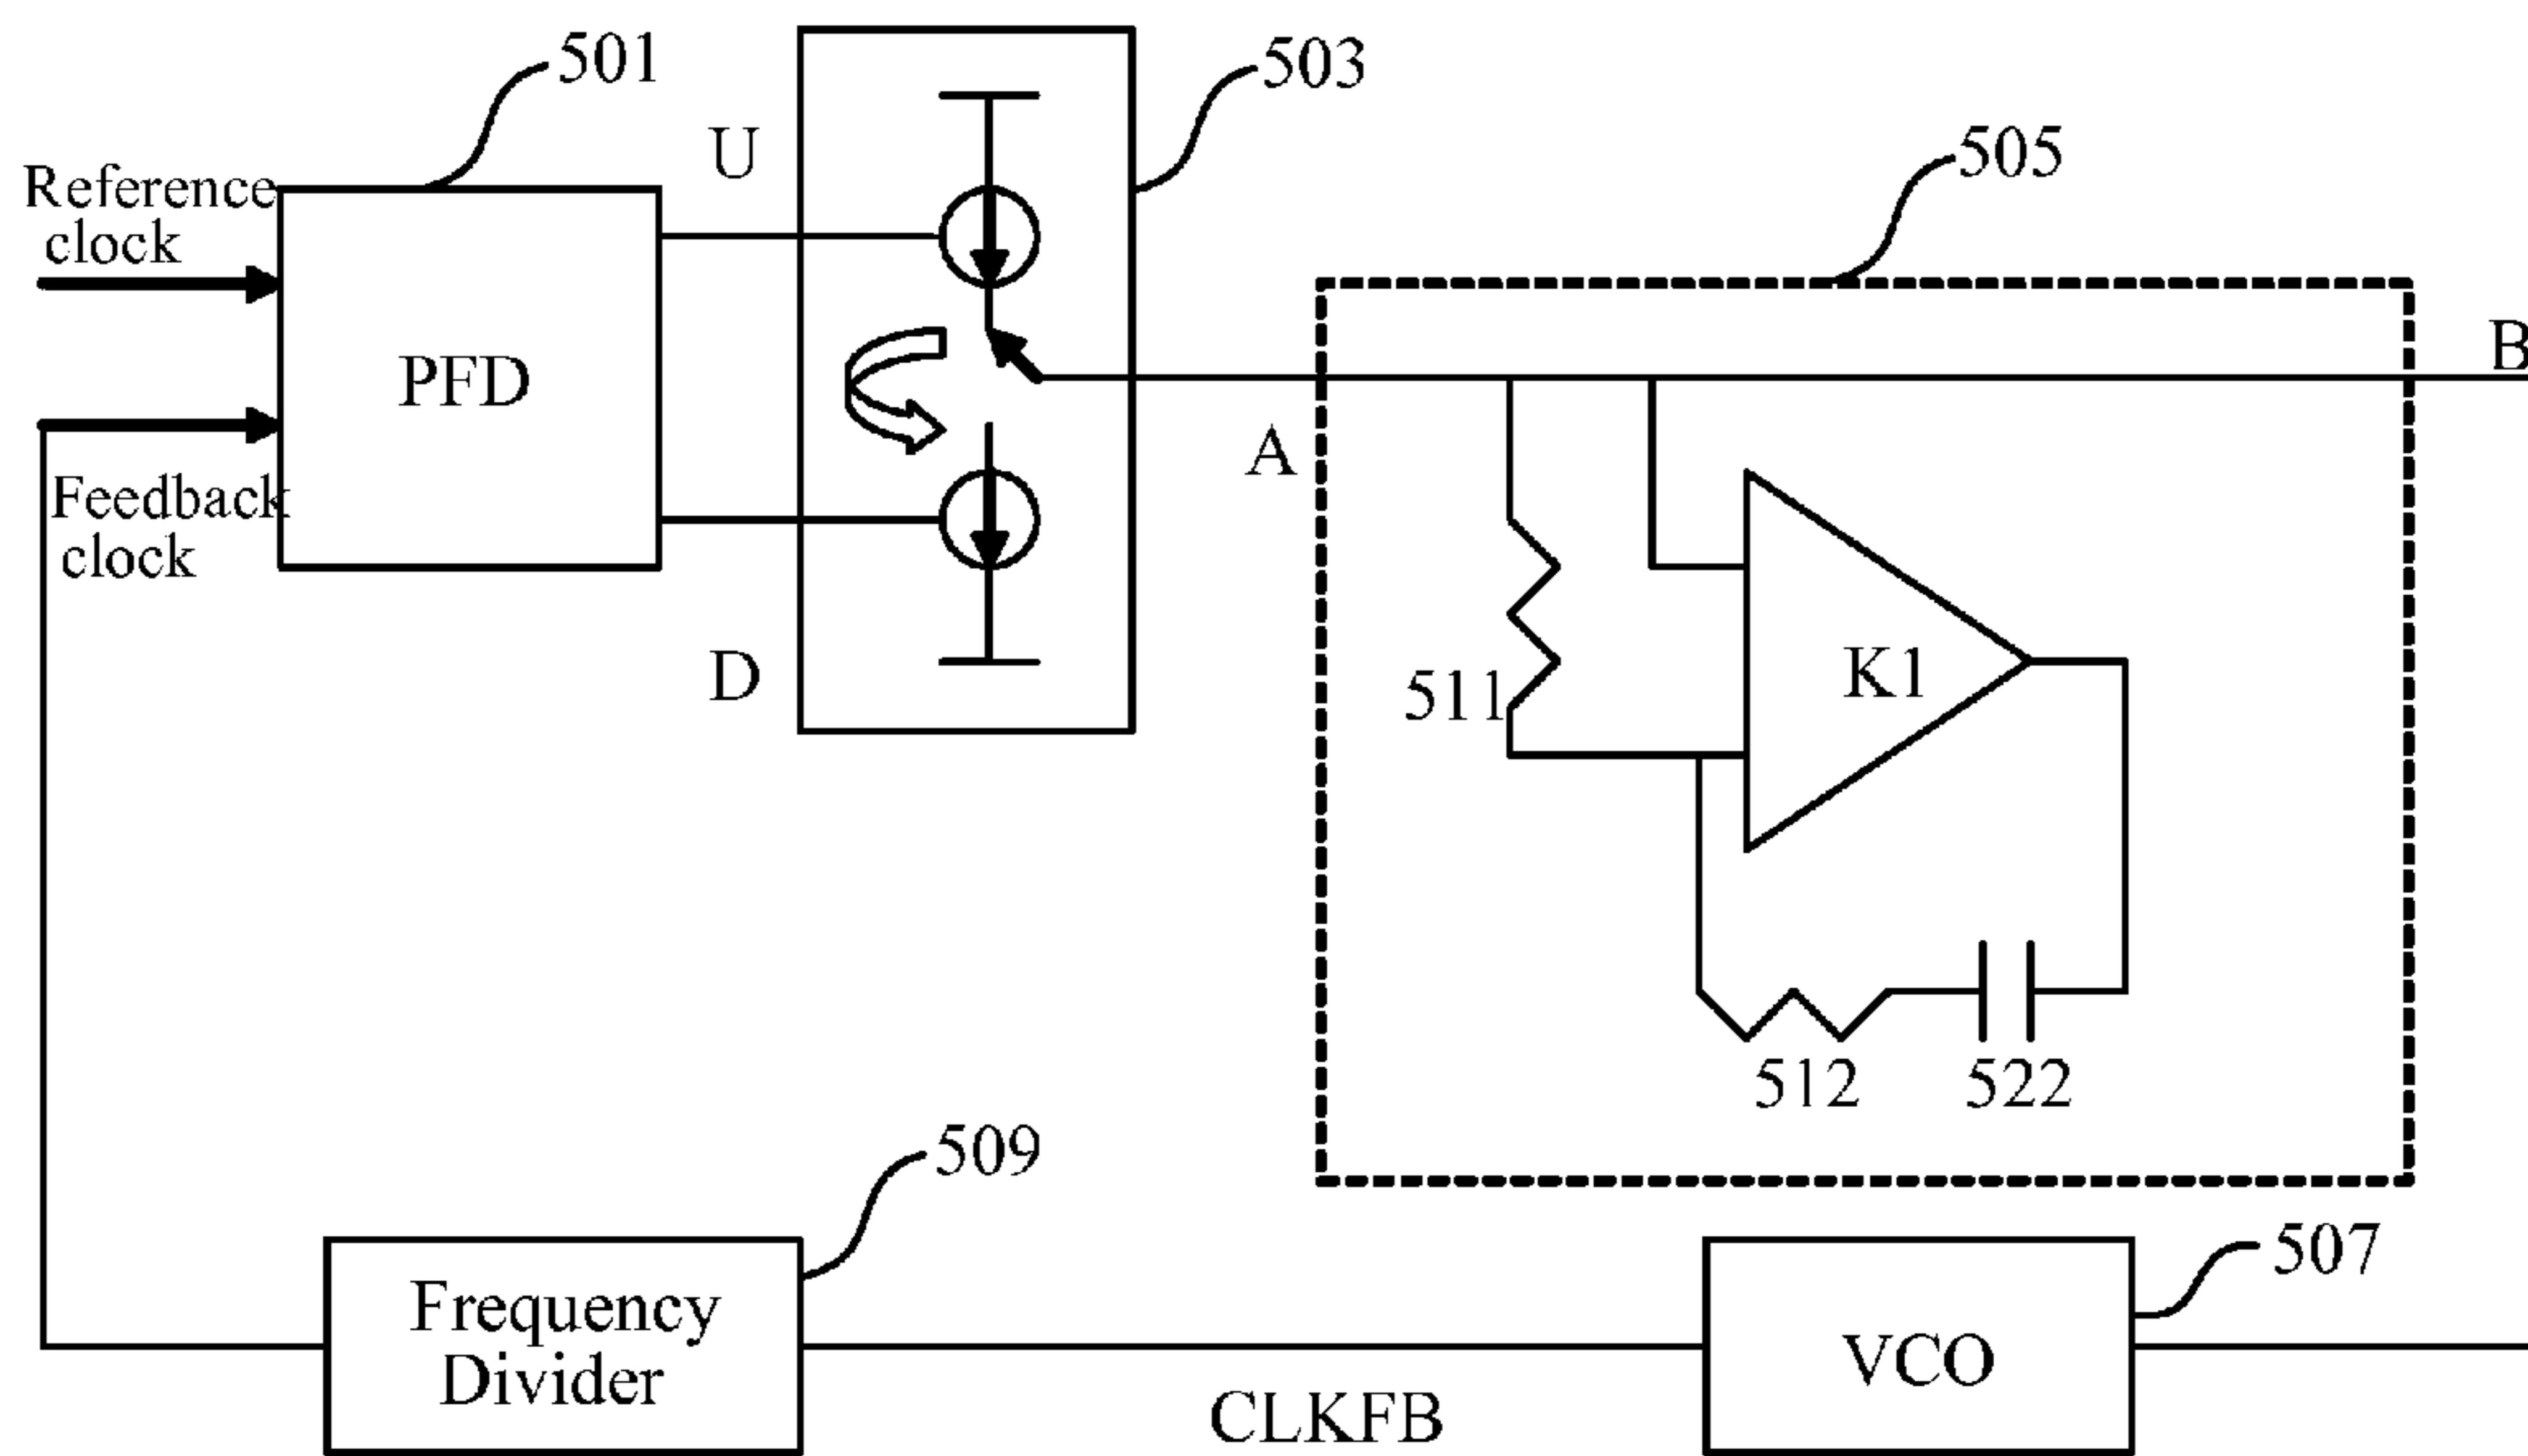 501
503
U
505
Reference
clock
B
PFD
A
Feedback
clock
K1
D
511
512
522
509
507
Frequency
Divider
VCO
CLKFB